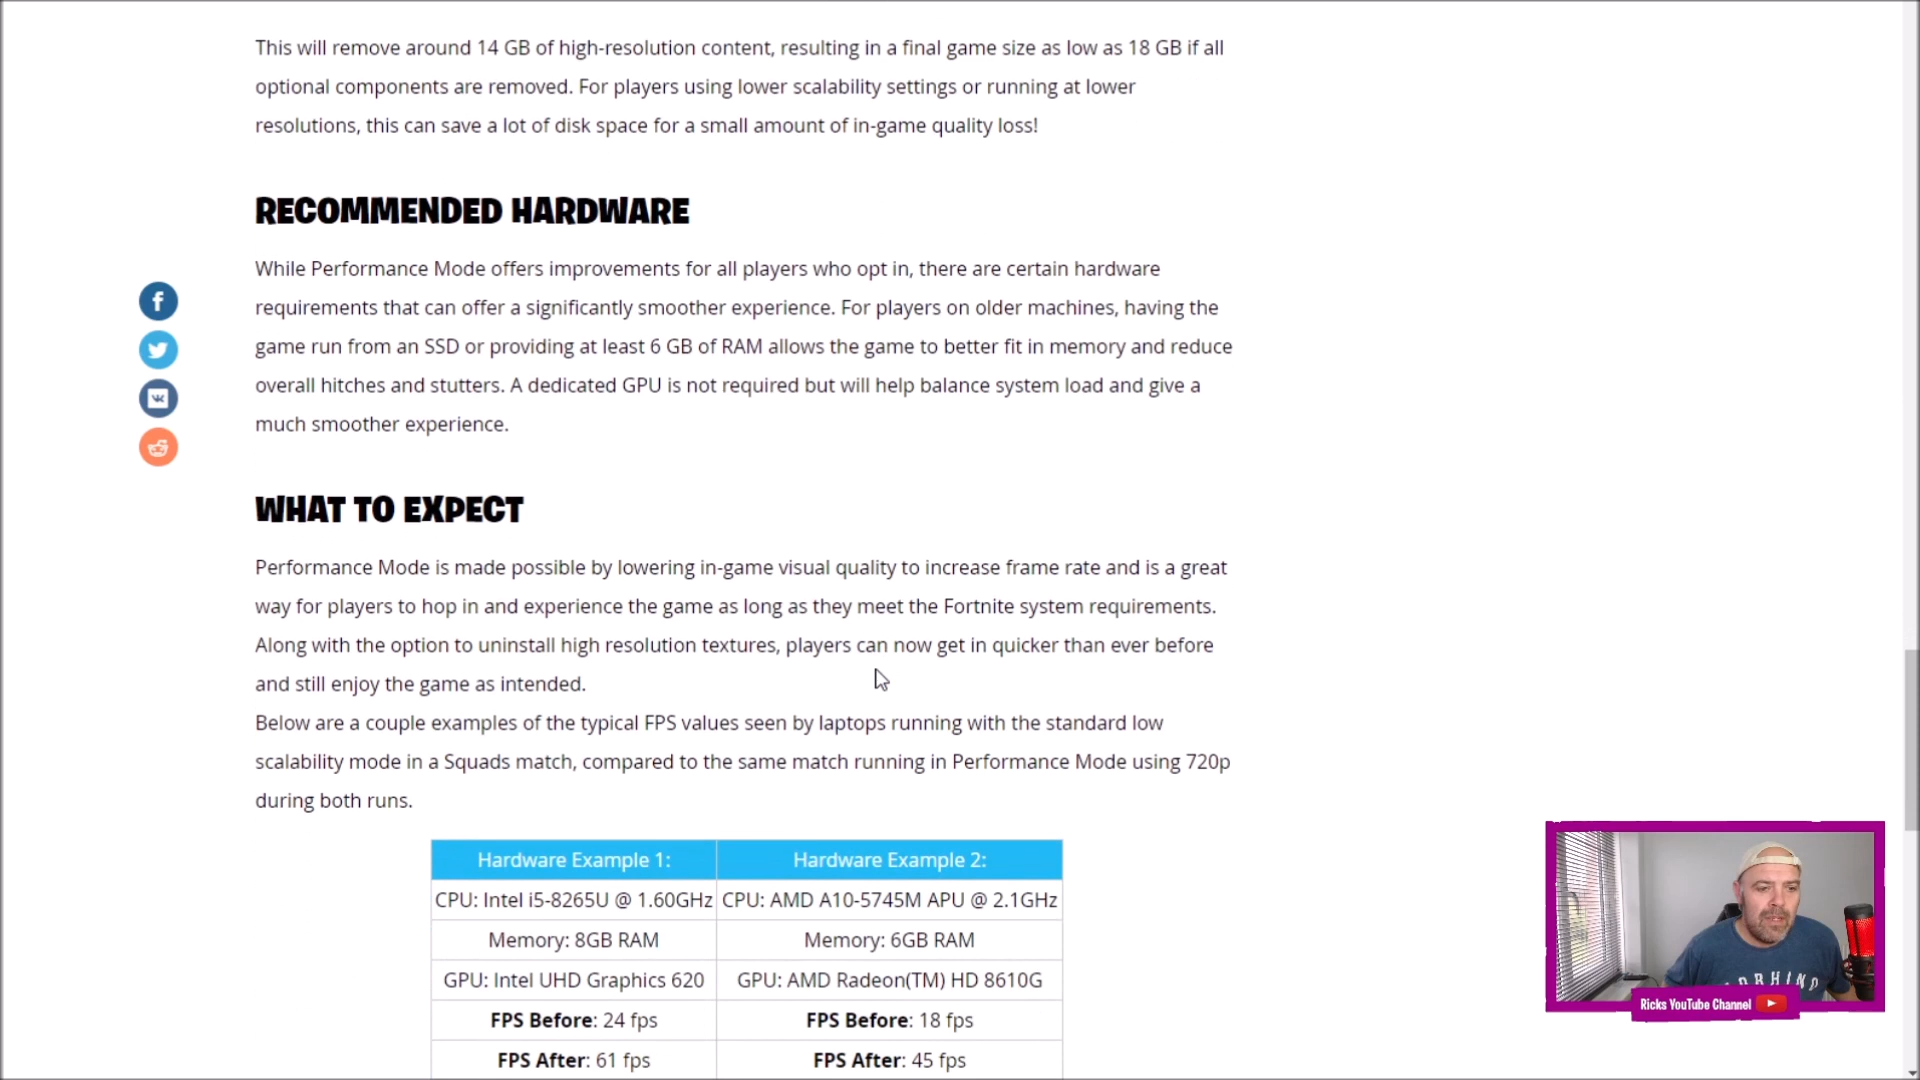 This will remove around 14 GB of high-resolution content, resulting in a final game size as low as 18 GB if all
optional components are removed. For players using lower scalability settings or running at lower
resolutions, this can save a lot of disk space for a small amount of in-game quality loss!
RECOMMENDED HARDWARE
While Performance Mode offers improvements for all players who opt in, there are certain hardware
requirements that can offer a significantly smoother experience. For players on older machines, having the
game run from an SSD or providing at least 6 GB of RAM allows the game to better fit in memory and reduce
overall hitches and stutters. A dedicated GPU is not required but will help balance system load and give a
much smoother experience.
WHAT TO EXPECT
Performance Mode is made possible by lowering in-game visual quality to increase frame rate and is a great
way for players to hop in and experience the game as long as they meet the Fortnite system requirements.
Along with the option to uninstall high resolution textures, players can now get in quicker than ever before
and still enjoy the game as intended.
Below are a couple examples of the typical FPS values seen by laptops running with the standard low
scalability mode in a Squads match, compared to the same match running in Performance Mode using 720p
during both runs.
Hardware Example 1: Hardware Example 2:
CPU: Intel i5-8265U @ 1.60GHz CPU: AMD A10-5745M APU @ 2.1GHz
Memory: 8GB RAM Memory: 6GB RAM
GPU: Intel UHD Graphics 620 GPU: AMD Radeon(TM) HD 8610G
FPS Before: 24 fps FPS Before: 18 fps
FPS After: 61 fps FPS After: 45 fps
Ricks YouTube Channel